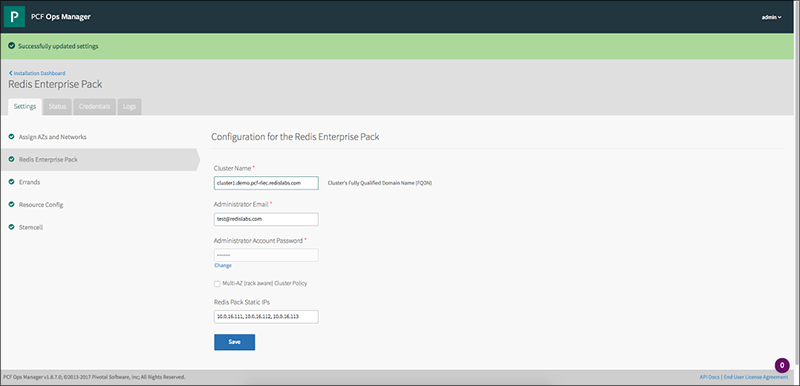 P PCF Ops Manager admin
Successfully updated settings
Installation Dashboard
Redis Enterprise Pack
Settings Status Credentials Logs
Assign AZs and Networks
Redis Enterprise Pack
Errands
Resource Config
Stemcell
Configuration for the Redis Enterprise Pack
Cluster Name *
cluster1.demo.pcf-rlec.redislabs.com Cluster's Fully Qualified Domain Name (FQDN)
Administrator Email *
test@redislabs.com
Administrator Account Password *
********
Change
Multi-AZ (rack aware) Cluster Policy
Redis Pack Static IPs
10.0.16.111, 10.0.16.112, 10.0.16.113
Save
0
PCF Ops Manager v1.8.7.0; ©2013-2017 Pivotal Software, Inc; All Rights Reserved. API Docs | End User License Agreement